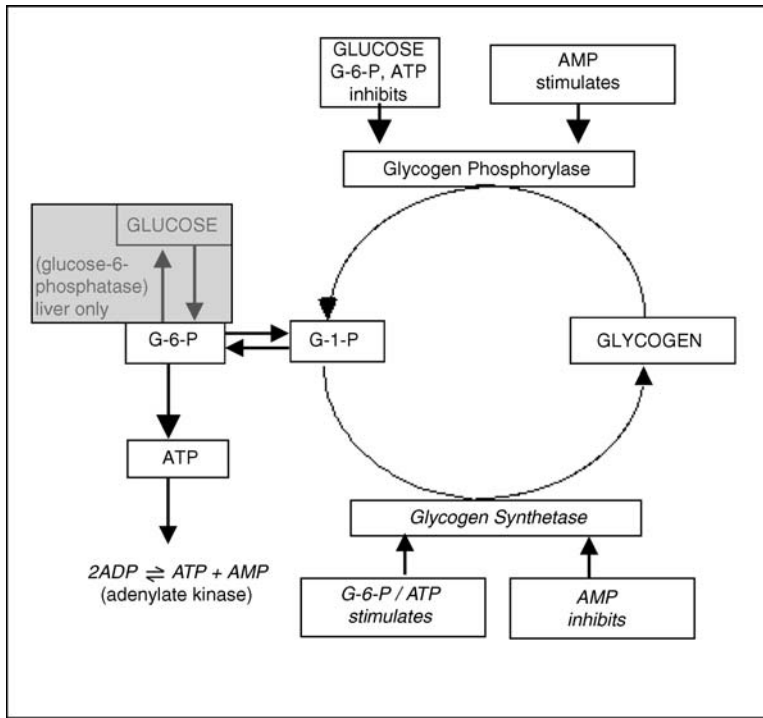 GLUCOSE
G-6-P, ATP
inhibits
AMP
stimulates
Glycogen Phosphorylase
GLUCOSE
(glucose-6-
phosphatase)
liver only
G-6-P
G-1-P
GLYCOGEN
ATP
Glycogen Synthetase
2ADP ⇌ ATP + AMP
(adenylate kinase)
G-6-P / ATP
stimulates
AMP
inhibits